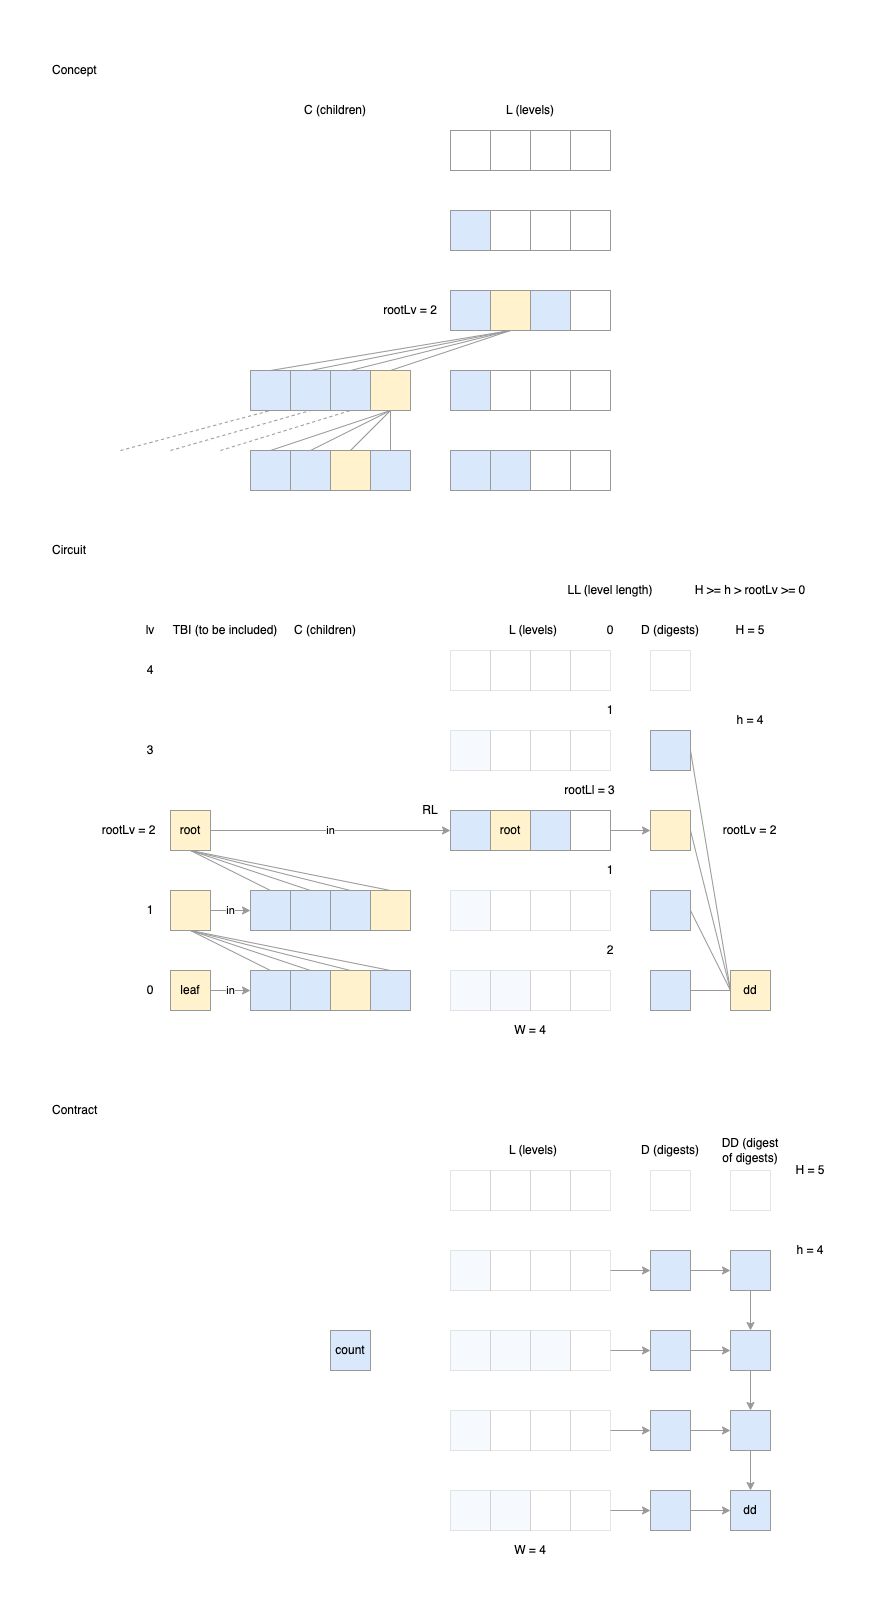 Concept
C (children)
L (levels)
rootLv = 2
Circuit
LL (level length)
H >= h > rootLv >= 0
lv
TBI (to be included)
C (children)
L (levels)
0
D (digests)
H = 5
4
1
h = 4
3
rootLl = 3
RL
rootLv = 2
root
in
root
rootLv = 2
1
1
in
2
0
leaf
in
dd
W = 4
Contract
L (levels)
D (digests)
DD (digest
of digests)
H = 5
h = 4
count
dd
W = 4